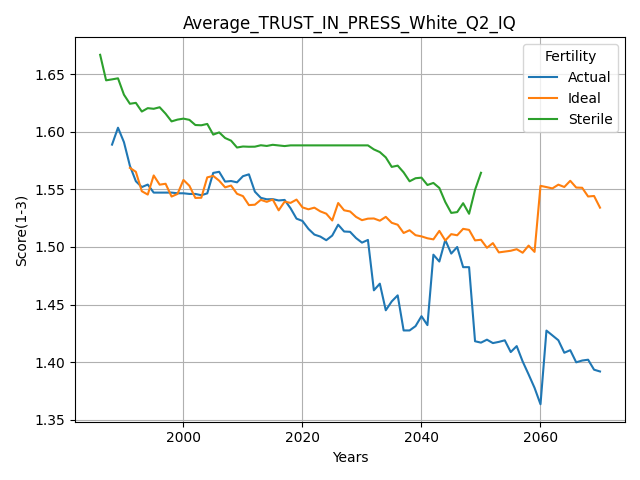 Average_TRUST_IN_PRESS_White_Q2_IQ
Fertility
Actual
Ideal
Sterile
Score(1-3)
1.65
1.60
1.55
1.50
1.45
1.40
1.35
2000
2020
2040
2060
Years